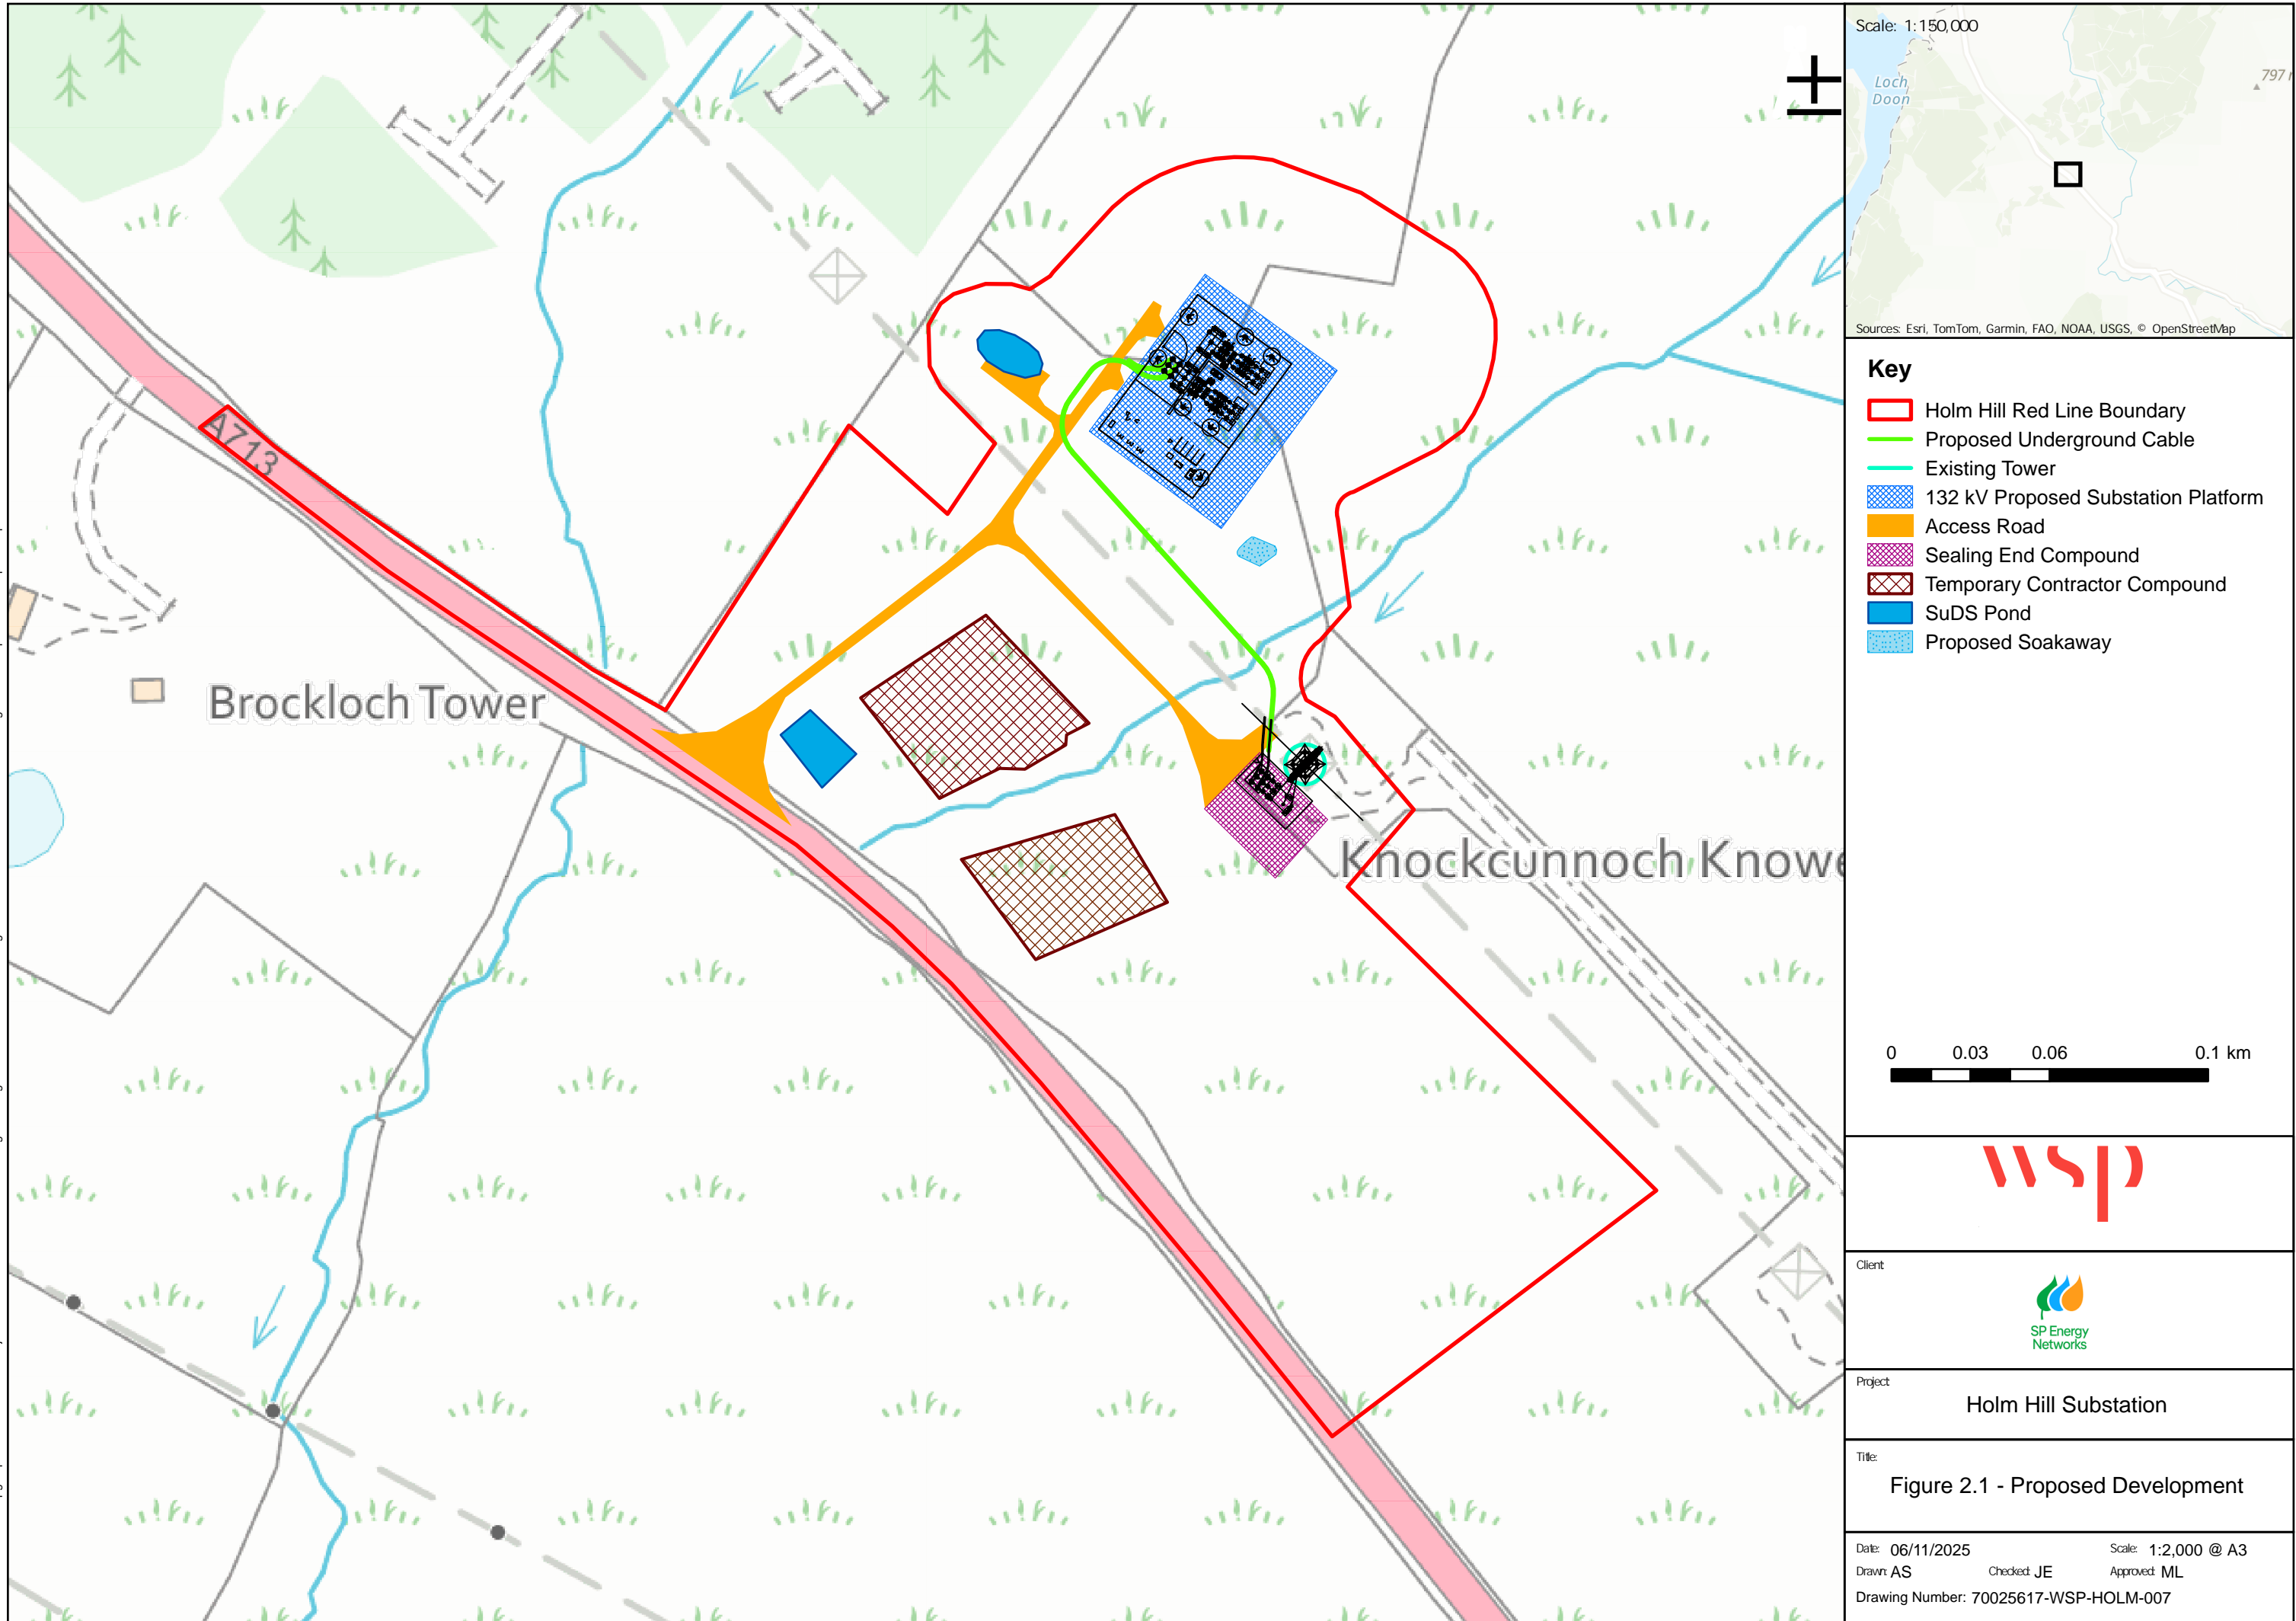 A713
Brockloch Tower
Knockcunnoch Knowe
Scale: 1:150,000
Loch
Doon
797
Sources: Esri, TomTom, Garmin, FAO, NOAA, USGS, © OpenStreetMap
Key
Holm Hill Red Line Boundary
Proposed Underground Cable
Existing Tower
132 kV Proposed Substation Platform
Access Road
Sealing End Compound
Temporary Contractor Compound
SuDS Pond
Proposed Soakaway
0 0.03 0.06 0.1 km
wsp
Client
SP Energy
Networks
Project
Holm Hill Substation
Title:
Figure 2.1 - Proposed Development
Date: 06/11/2025 Scale: 1:2,000 @ A3
Drawn: AS Checked: JE Approved: ML
Drawing Number: 70025617-WSP-HOLM-007